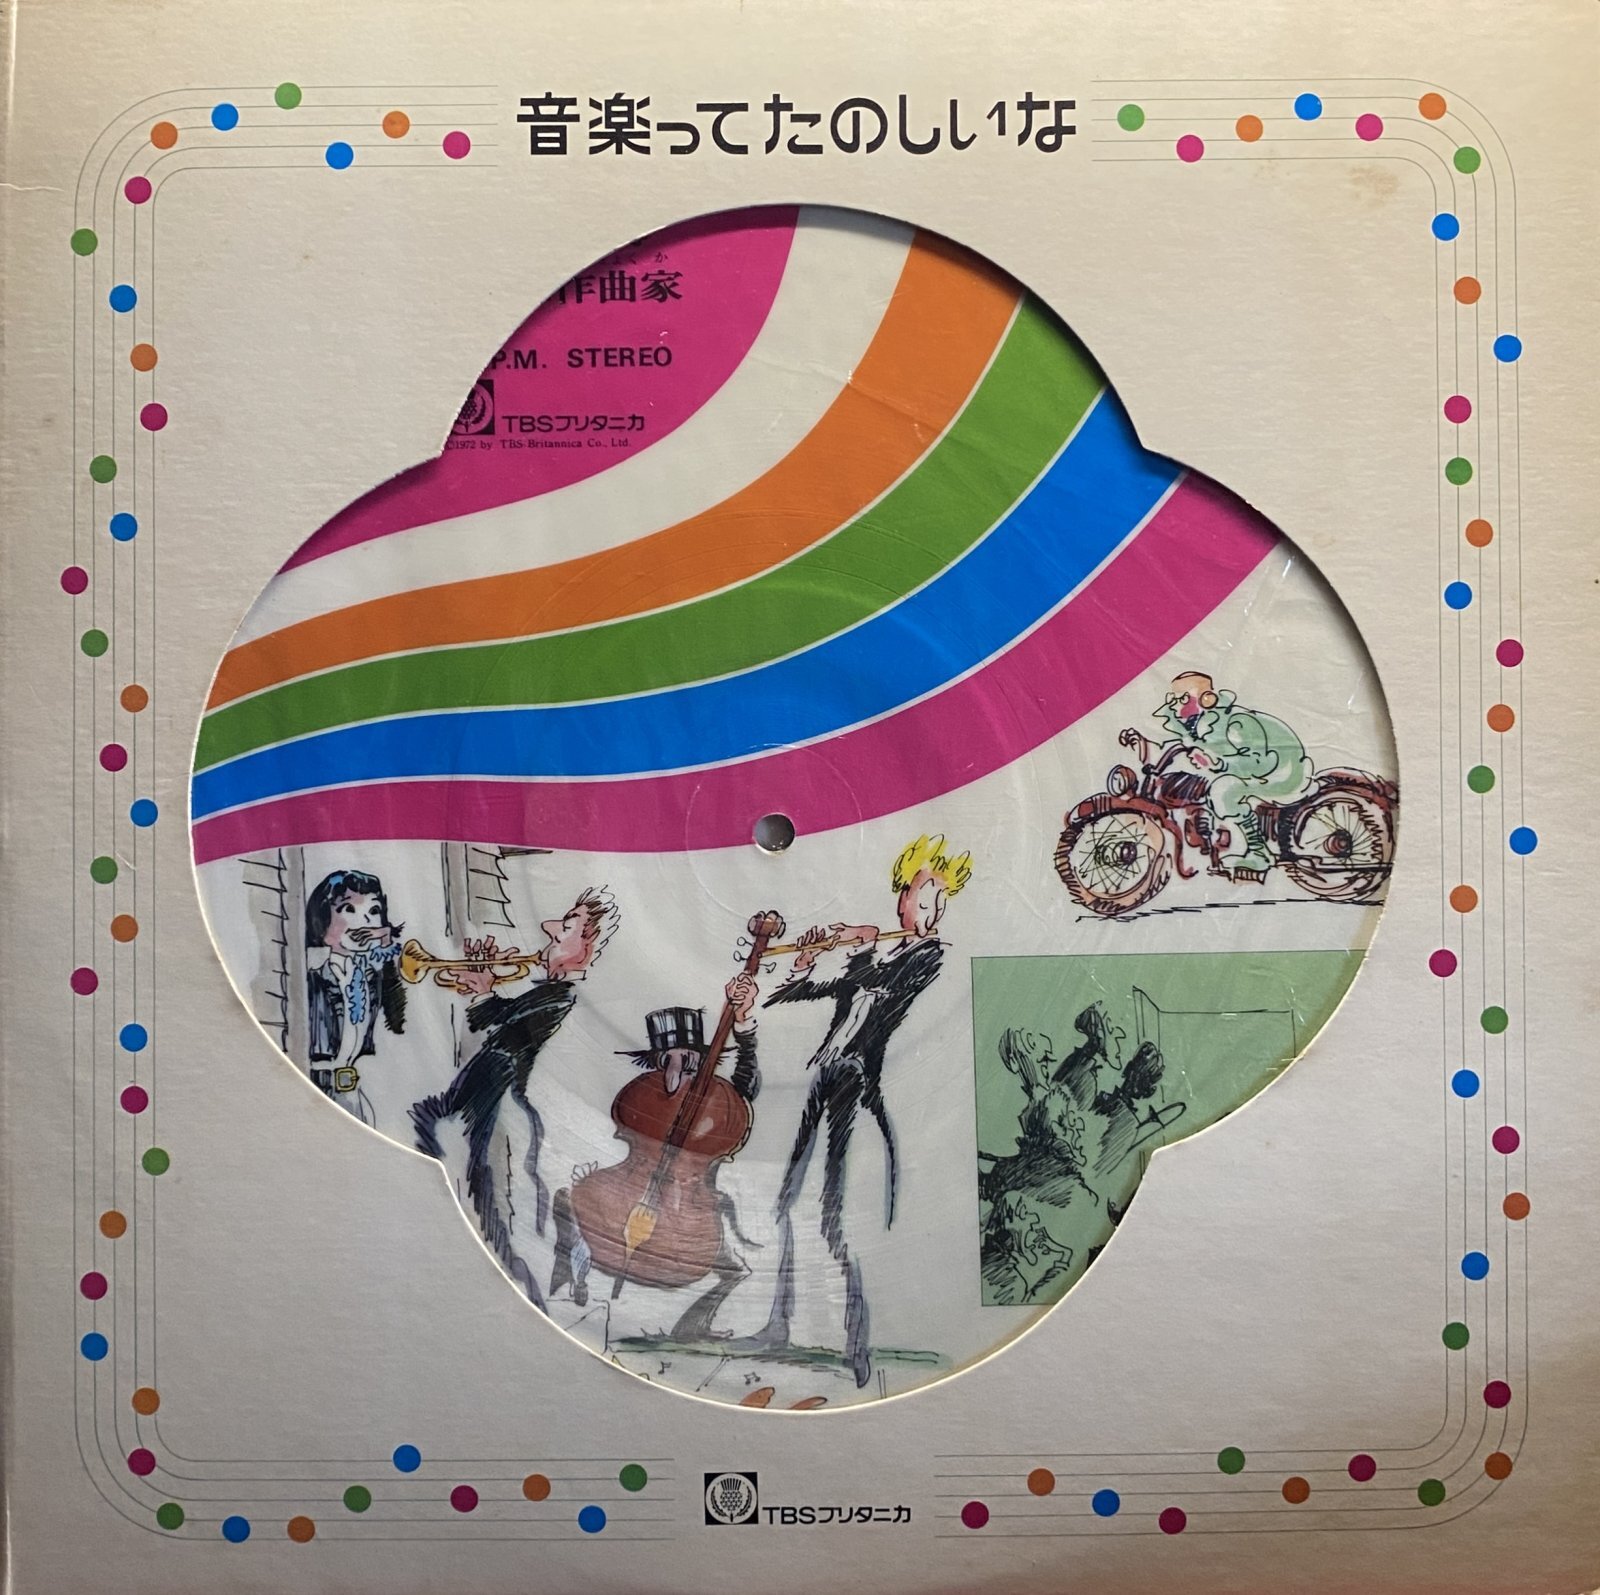 音楽ってたのしいな
か
作曲家
P.M. STEREO
TBSブリタニカ
©1972 by TBS-Britannica Co., Ltd.
TBSブリタニカ